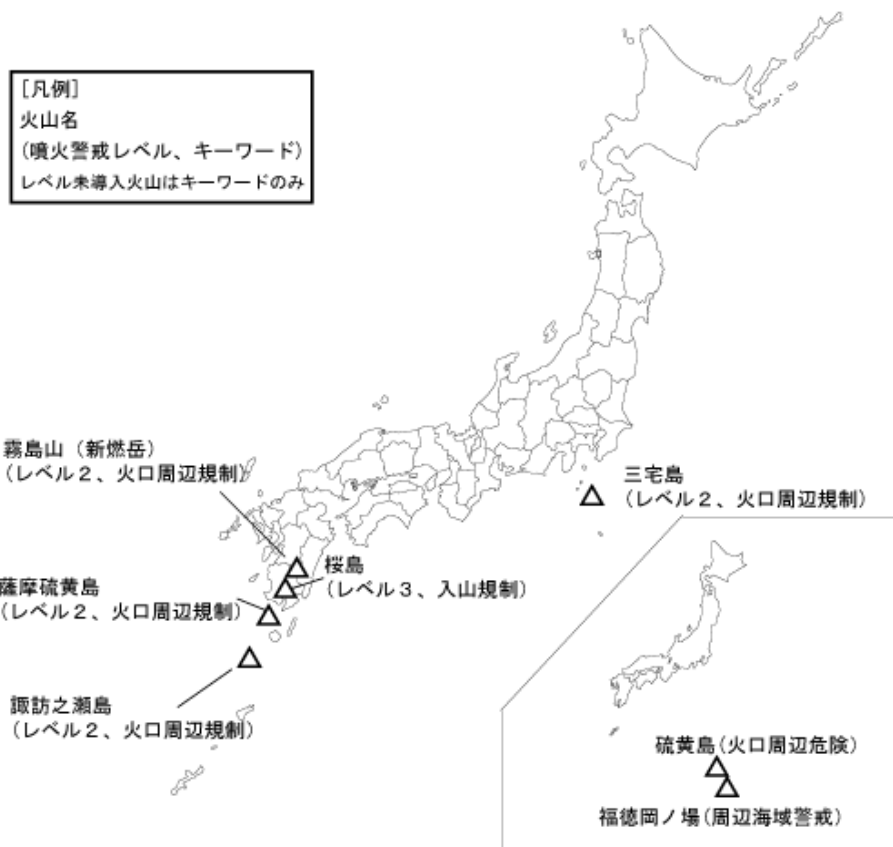 [凡例]
火山名
(噴火警戒レベル、キーワード)
レベル未導入火山はキーワードのみ
霧島山(新燃岳)
(レベル2、火口周辺規制)
三宅島
(レベル2、火口周辺規制)
桜島
(レベル3、入山規制)
薩摩硫黄島
(レベル2、火口周辺規制)
諏訪之瀬島
(レベル2、火口周辺規制)
硫黄島(火口周辺危険)
福徳岡ノ場(周辺海域警戒)